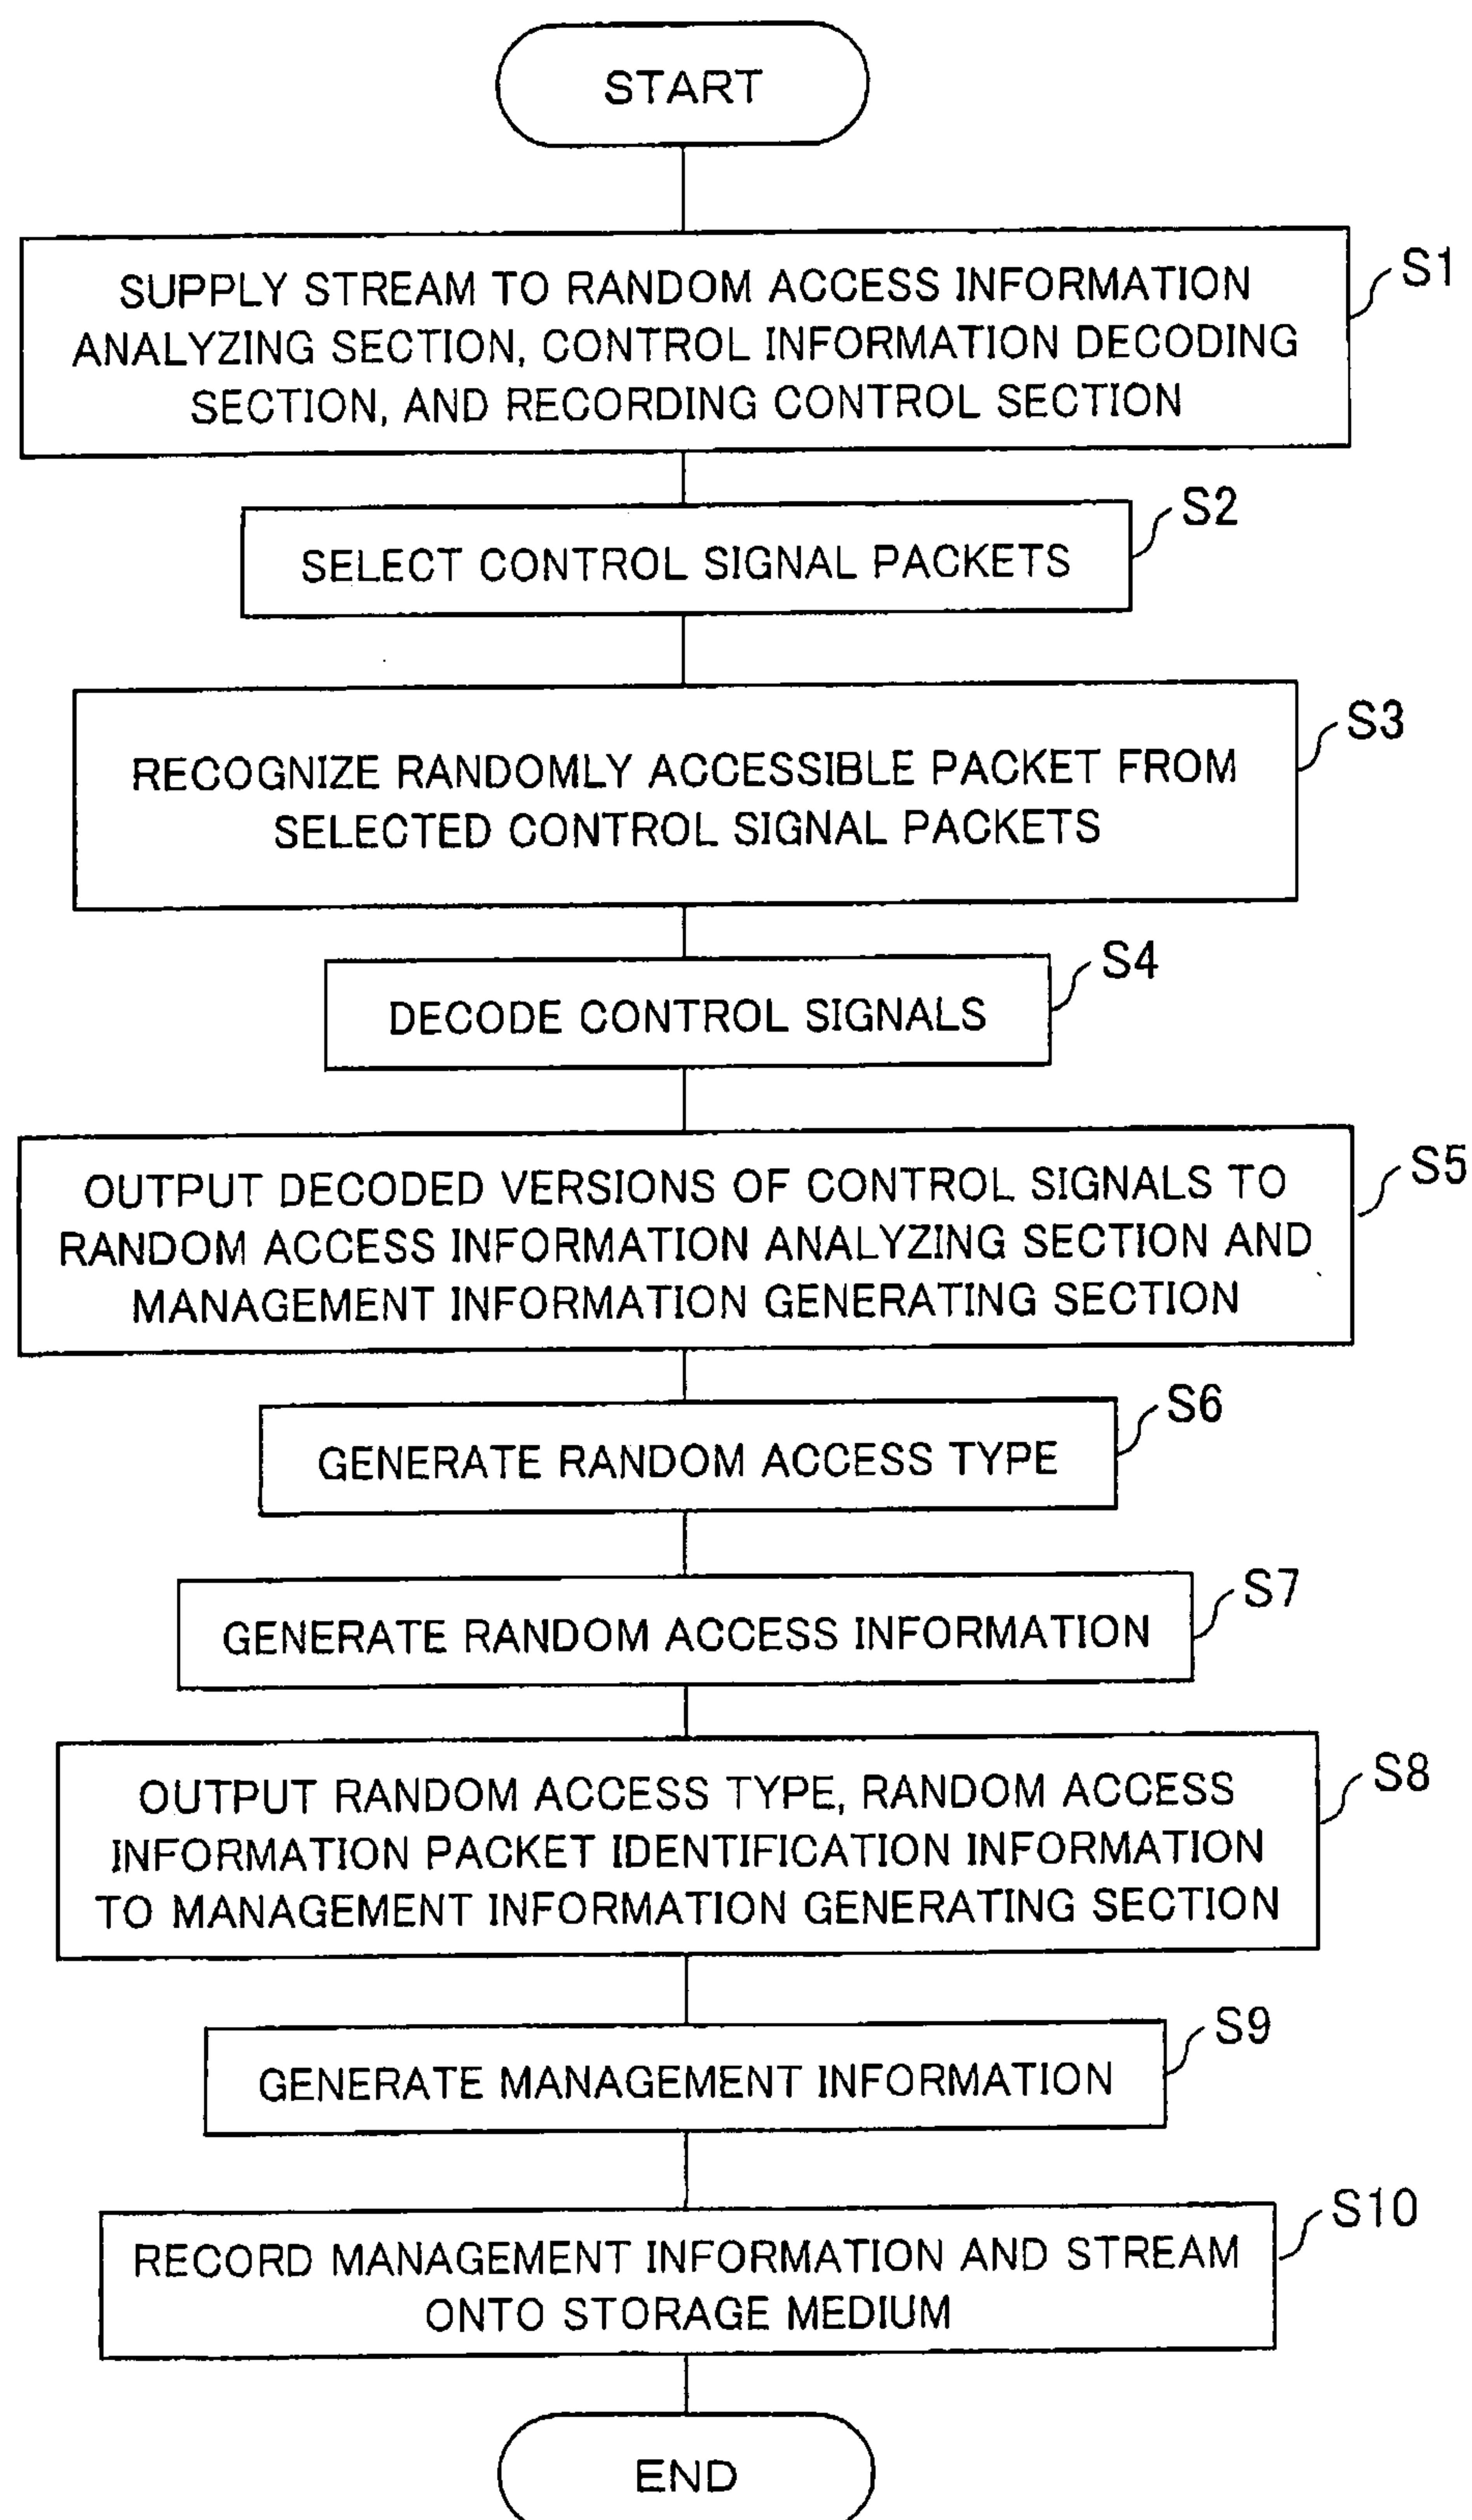 START
S1
SUPPLY STREAM TO RANDOM ACCESS INFORMATION
ANALYZING SECTION, CONTROL INFORMATION DECODING
SECTION, AND RECORDING CONTROL SECTION
S2
SELECT CONTROL SIGNAL PACKETS
S3
RECOGNIZE RANDOMLY ACCESSIBLE PACKET FROM
SELECTED CONTROL SIGNAL PACKETS
S4
DECODE CONTROL SIGNALS
S5
OUTPUT DECODED VERSIONS OF CONTROL SIGNALS TO
RANDOM ACCESS INFORMATION ANALYZING SECTION AND
MANAGEMENT INFORMATION GENERATING SECTION
S6
GENERATE RANDOM ACCESS TYPE
S7
GENERATE RANDOM ACCESS INFORMATION
S8
OUTPUT RANDOM ACCESS TYPE, RANDOM ACCESS
INFORMATION PACKET IDENTIFICATION INFORMATION
TO MANAGEMENT INFORMATION GENERATING SECTION
S9
GENERATE MANAGEMENT INFORMATION
S10
RECORD MANAGEMENT INFORMATION AND STREAM
ONTO STORAGE MEDIUM
END